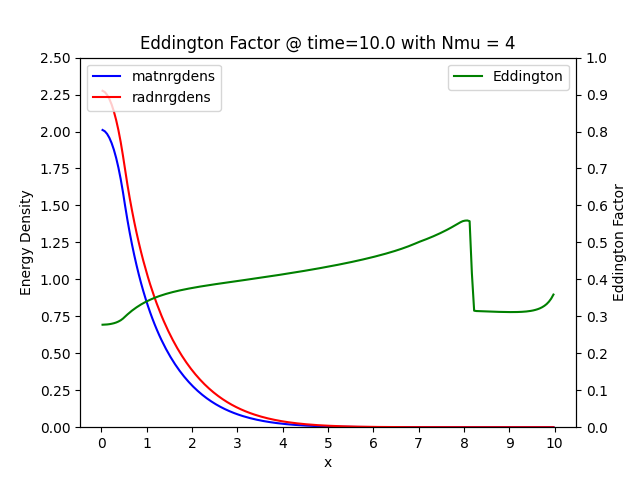 Eddington Factor @ time=10.0 with Nmu = 4
2.50
2.25
2.00
1.75
1.50
1.25
1.00
0.75
0.50
0.25
0.00
Energy Density
matnrgdens
radnrgdens
Eddington
1.0
0.9
0.8
0.7
0.6
0.5
0.4
0.3
0.2
0.1
0.0
Eddington Factor
0 1 2 3 4 5 6 7 8 9 10
x